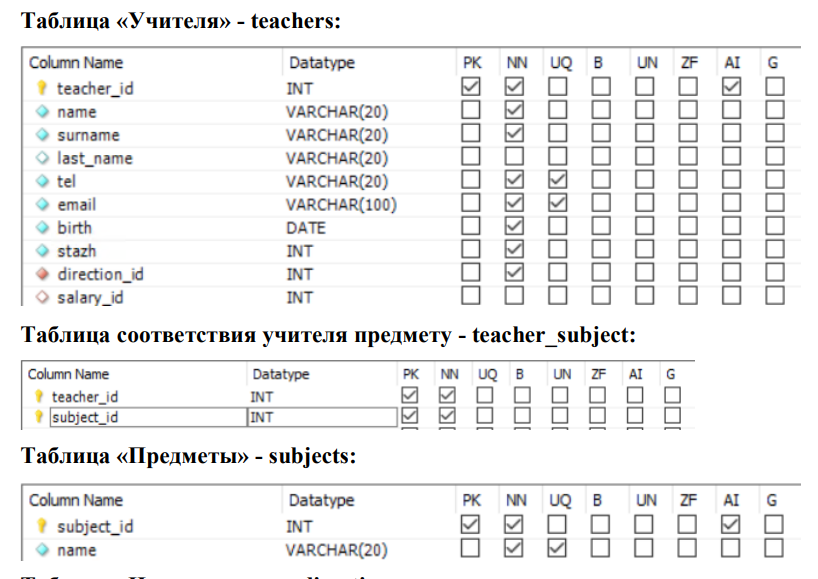 Таблица «Учителя» - teachers:
Column Name Datatype PK NN UQ B UN ZF AI G
teacher_id INT
name VARCHAR(20)
surname VARCHAR(20)
last_name VARCHAR(20)
tel VARCHAR(20)
email VARCHAR(100)
birth DATE
stazh INT
direction_id INT
salary_id INT
Таблица соответствия учителя предмету - teacher_subject:
Column Name Datatype PK NN UQ B UN ZF AI G
teacher_id INT
subject_id INT
Таблица «Предметы» - subjects:
Column Name Datatype PK NN UQ B UN ZF AI G
subject_id INT
name VARCHAR(20)